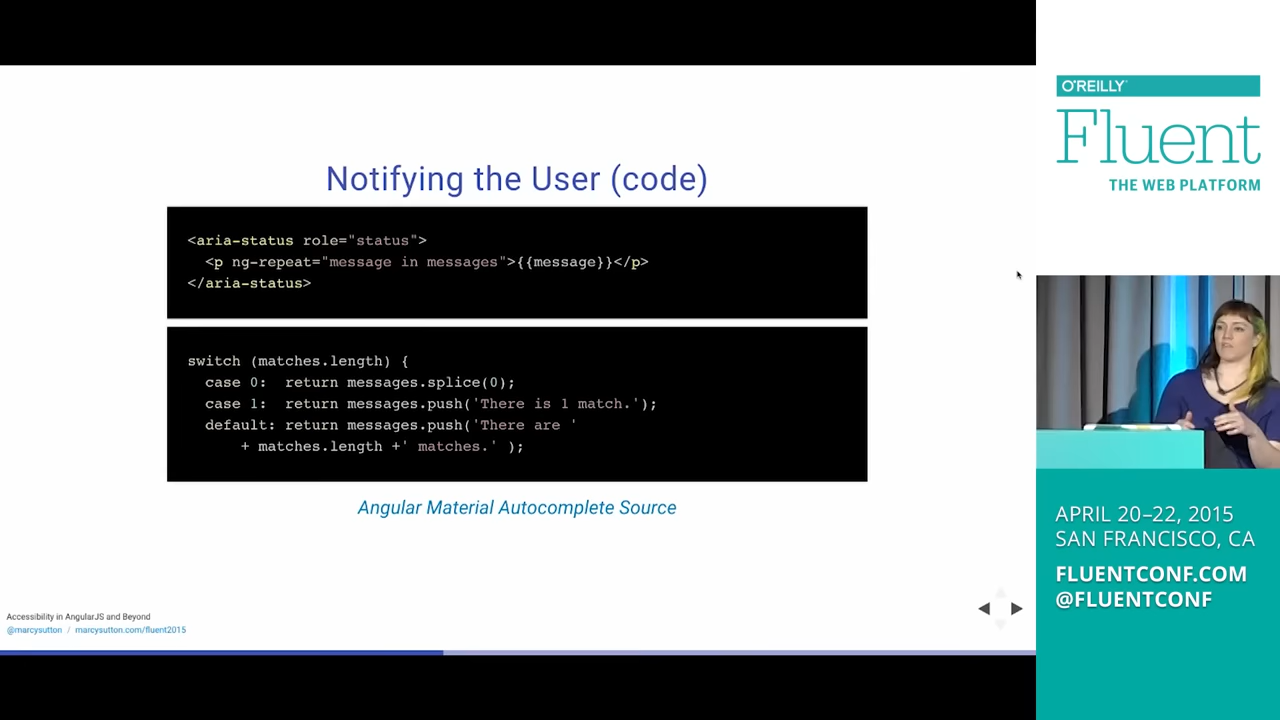 Notifying the User (code)
<aria-status role="status">
<p ng-repeat="message in messages">{{message}}</p>
</aria-status>
switch (matches.length) {
case 0: return messages.splice(0);
case 1: return messages.push('There is 1 match.');
default: return messages.push('There are '
+ matches.length +' matches.' );
Angular Material Autocomplete Source
Accessibility in AngularJS and Beyond
@marcysutton / marcysutton.com/fluent2015
O'REILLY™
Fluent
THE WEB PLATFORM
APRIL 20–22, 2015
SAN FRANCISCO, CA
FLUENTCONF.COM
@FLUENTCONF